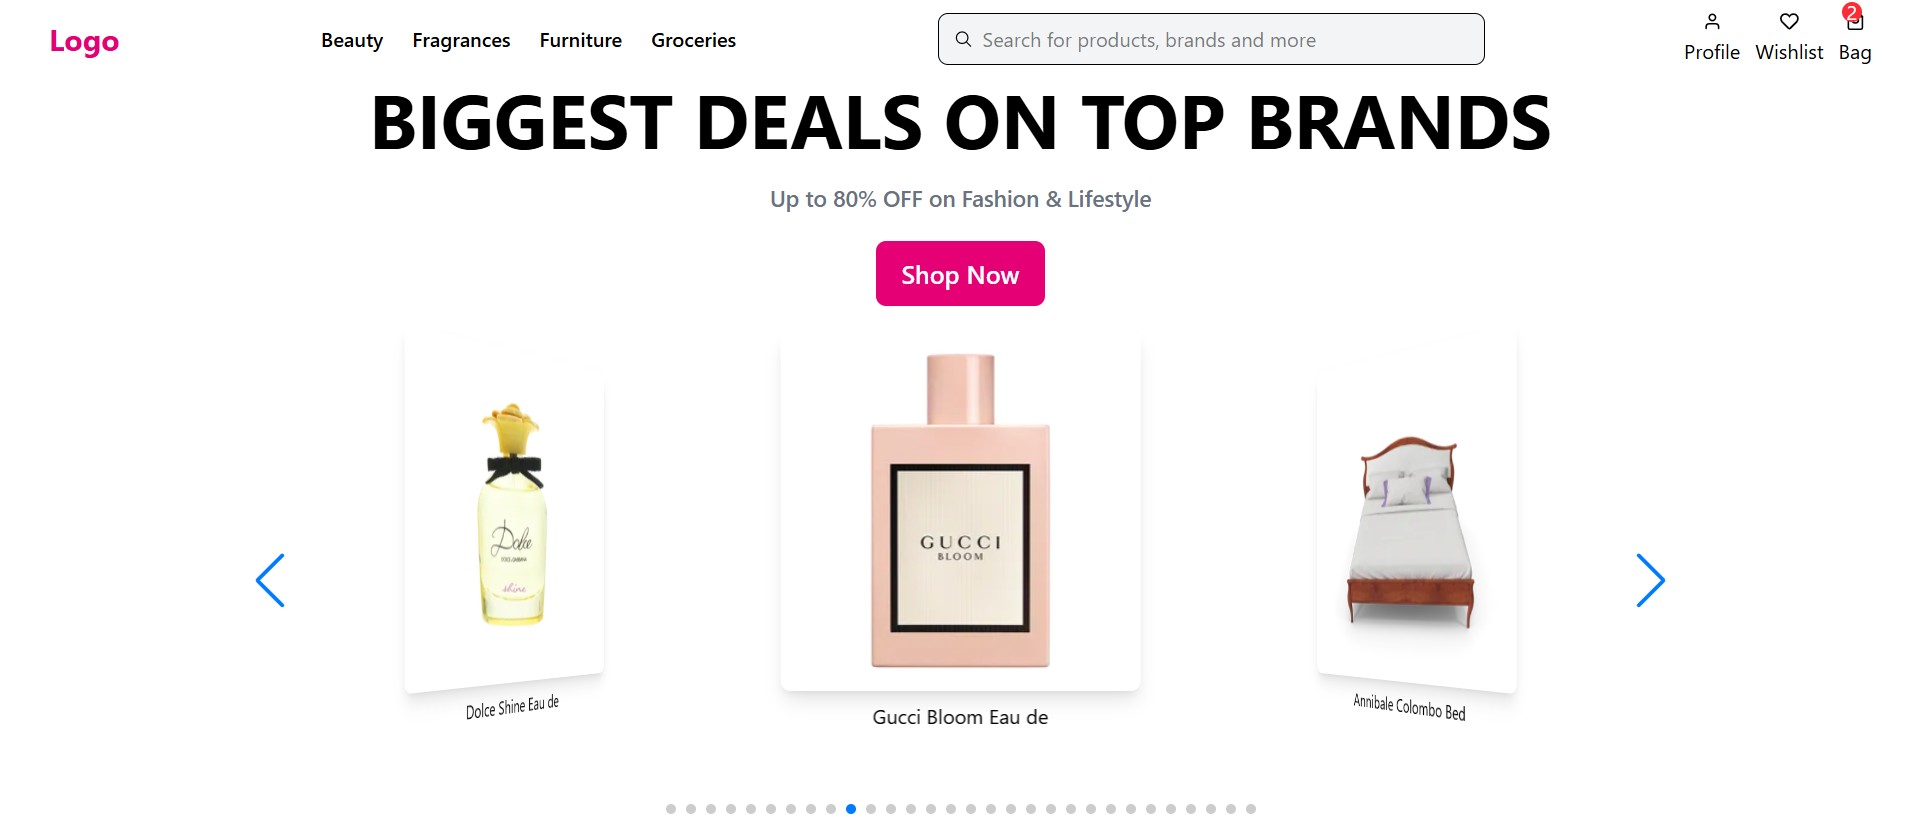 Logo
Beauty
Fragrances
Furniture
Groceries
Search for products, brands and more
2
Profile
Wishlist
Bag
BIGGEST DEALS ON TOP BRANDS
Up to 80% OFF on Fashion & Lifestyle
Shop Now
Dolce
DOLCE & GABBANA
shine
Dolce Shine Eau de
GUCCI
BLOOM
Gucci Bloom Eau de
Annibale Colombo Bed